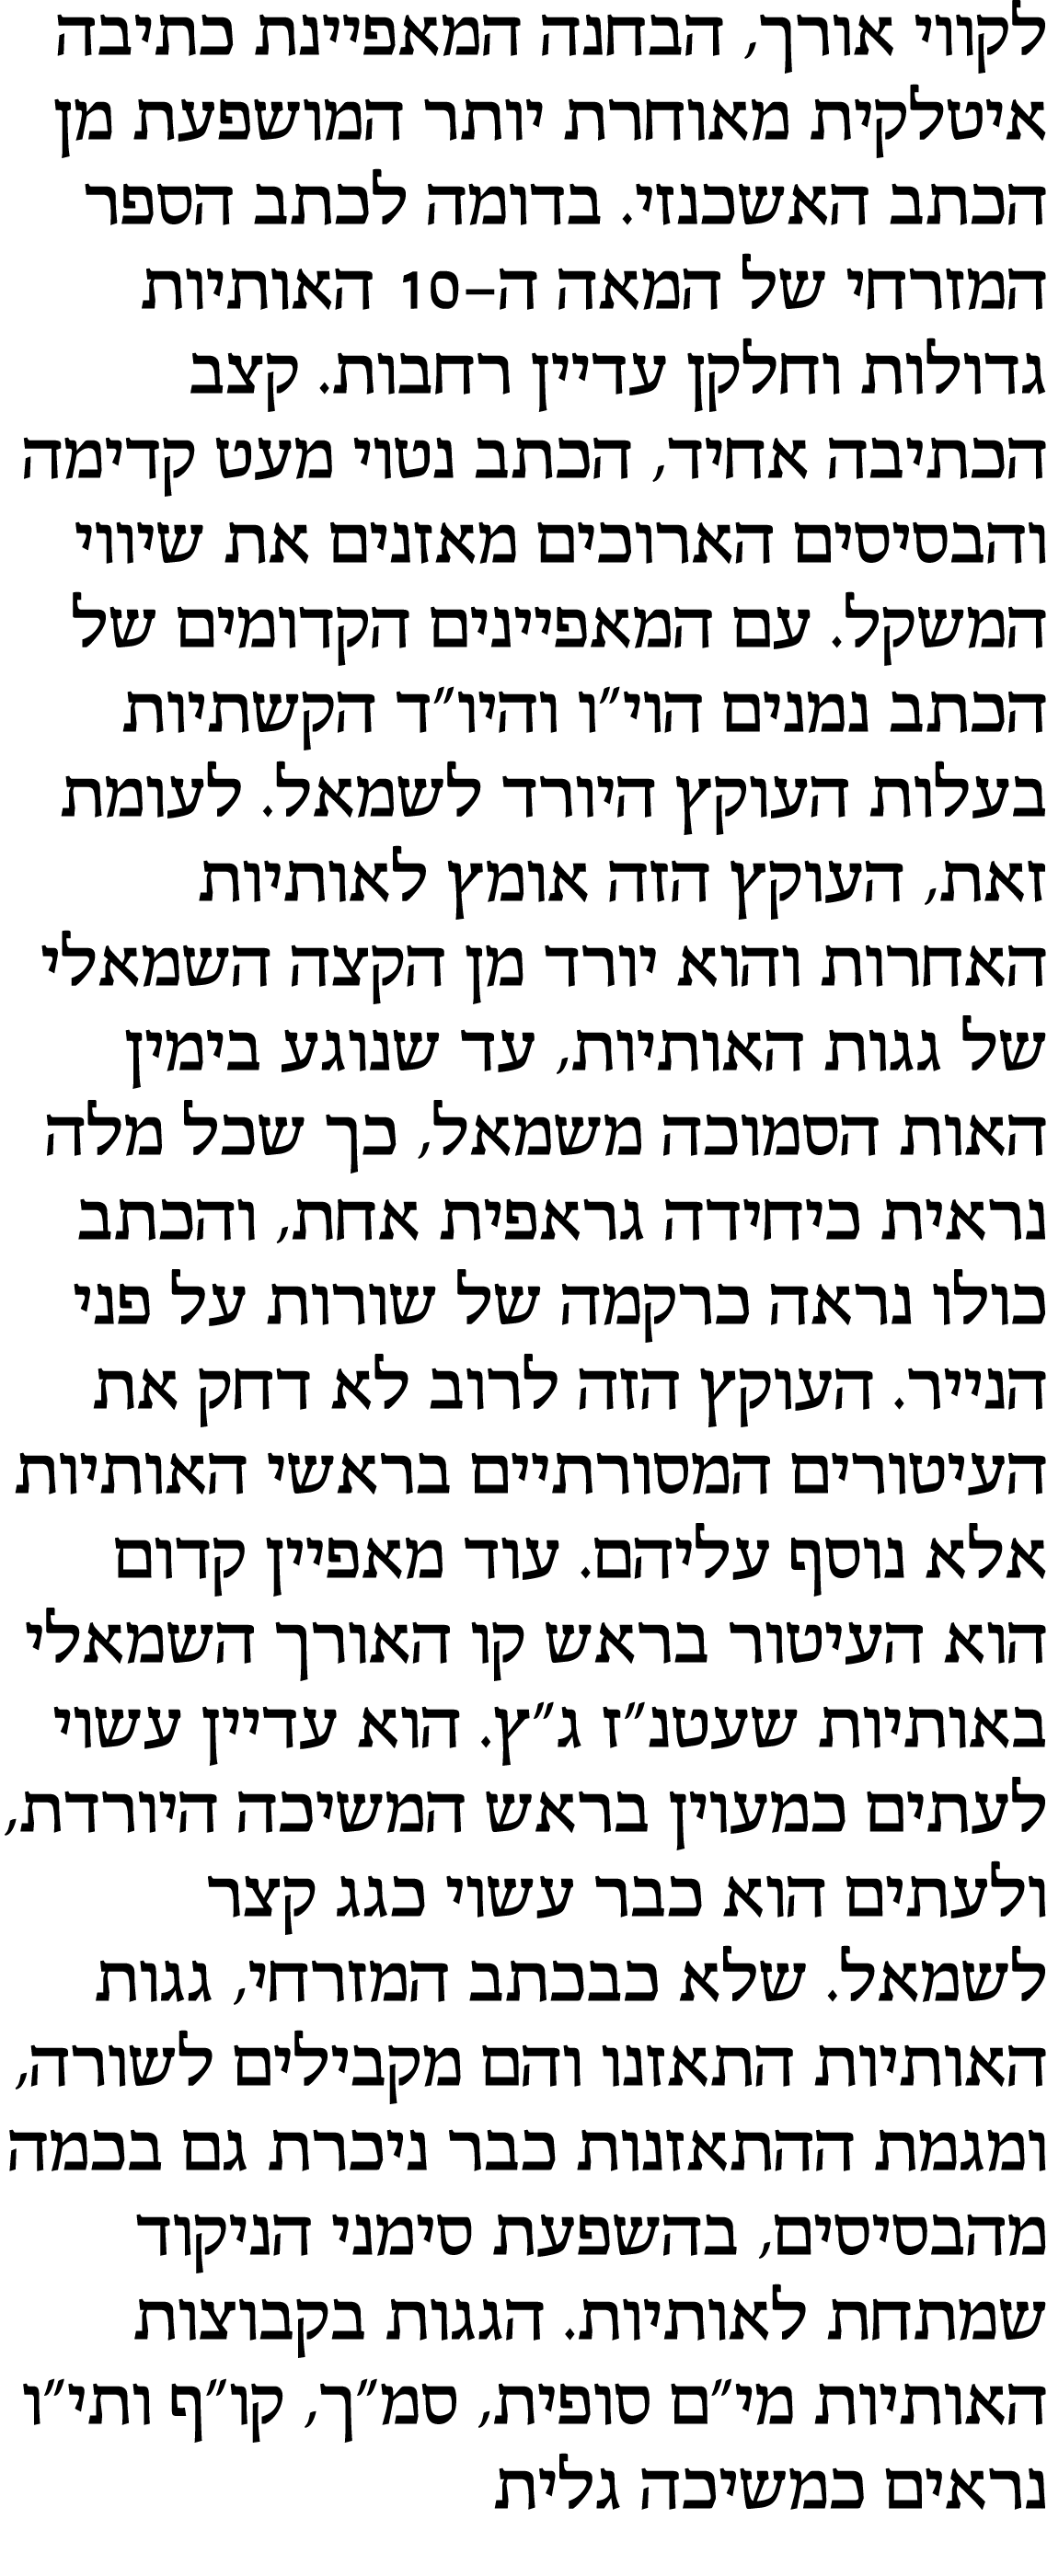 לקווי אורך, הבחנה המאפיינת כתיבה
איטלקית מאוחרת יותר המושפעת מן
הכתב האשכנזי. בדומה לכתב הספר
המזרחי של המאה ה–10 האותיות
גדולות וחלקן עדיין רחבות. קצב
הכתיבה אחיד, הכתב נטוי מעט קדימה
והבסיסים הארוכים מאזנים את שיווי
המשקל. עם המאפיינים הקדומים של
הכתב נמנים הוי״ו והיו״ד הקשתיות
בעלות העוקץ היורד לשמאל. לעומת
זאת, העוקץ הזה אומץ לאותיות
האחרות והוא יורד מן הקצה השמאלי
של גגות האותיות, עד שנוגע בימין
האות הסמוכה משמאל, כך שכל מלה
נראית כיחידה גראפית אחת, והכתב
כולו נראה כרקמה של שורות על פני
הנייר. העוקץ הזה לרוב לא דחק את
העיטורים המסורתיים בראשי האותיות
אלא נוסף עליהם. עוד מאפיין קדום
הוא העיטור בראש קו האורך השמאלי
באותיות שעטנ״ז ג״ץ. הוא עדיין עשוי
לעתים כמעוין בראש המשיכה היורדת,
ולעתים הוא כבר עשוי כגג קצר
לשמאל. שלא כבכתב המזרחי, גגות
האותיות התאזנו והם מקבילים לשורה,
ומגמת ההתאזנות כבר ניכרת גם בכמה
מהבסיסים, בהשפעת סימני הניקוד
שמתחת לאותיות. הגגות בקבוצות
האותיות מי״ם סופית, סמ״ך, קו״ף ותי״ו
נראים כמשיכה גלית